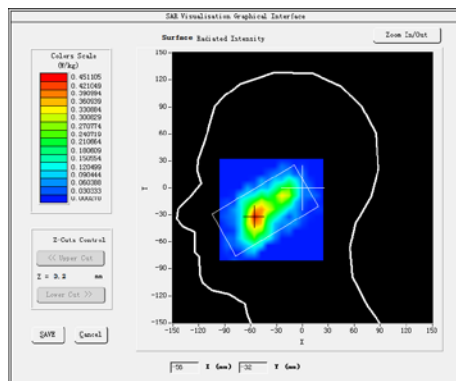 SAR Visualisation Graphical Interface
Surface Radiated Intensity
Zoom In/Out
Colors Scale
(W/kg)
0.451105
0.421049
0.390994
0.360939
0.330884
0.300829
0.270774
0.240719
0.210664
0.180609
0.150554
0.120499
0.090444
0.060388
0.030333
0.000278
150
120
90
60
30
0
-30
-60
-90
-120
-150
Y
-150 -120 -90 -60 -30 0 30 60 90 120 150
X
Z-Cuts Control
<< Upper Cut
Z = 3.2 mm
Lower Cut >>
SAVE Cancel
-56 X (mm) -32 Y (mm)